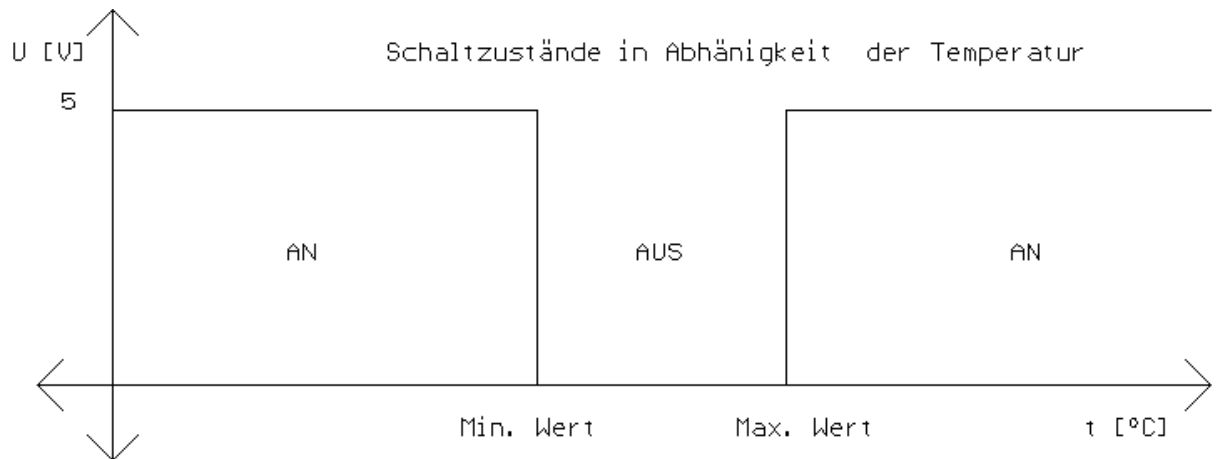 U [V]
Schaltzustände in Abhänigkeit der Temperatur
5
AN
AUS
AN
Min. Wert
Max. Wert
t [°C]